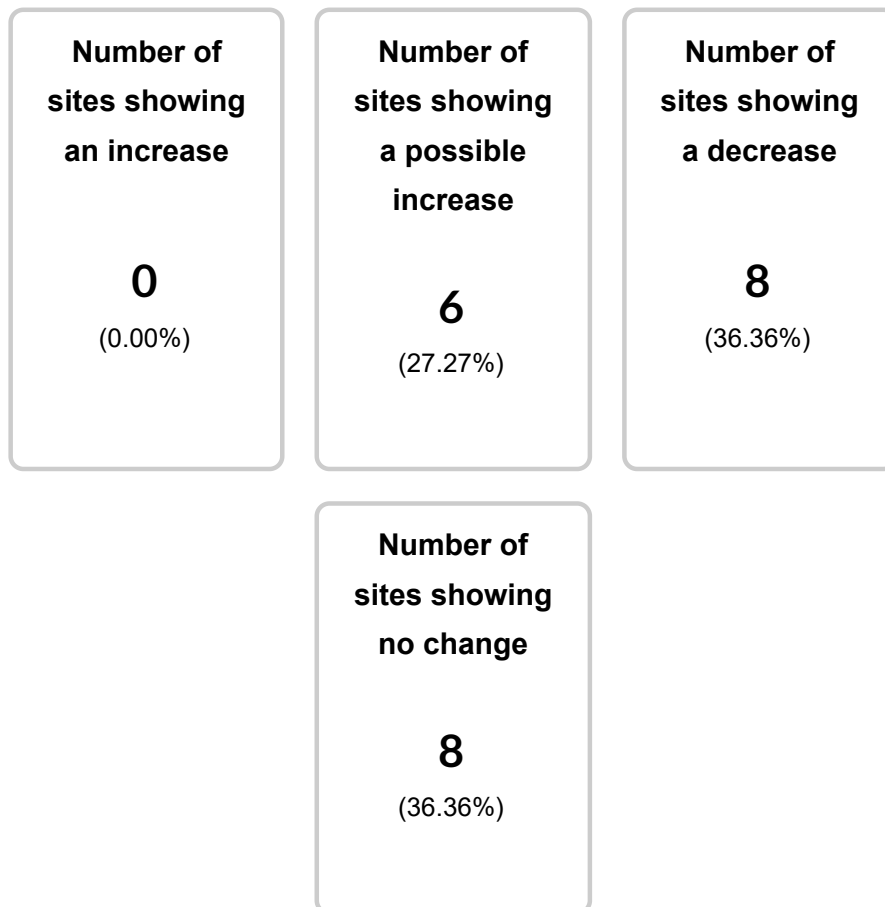 Number of
sites showing
an increase
0
(0.00%)
Number of
sites showing
a possible
increase
6
(27.27%)
Number of
sites showing
a decrease
8
(36.36%)
Number of
sites showing
no change
8
(36.36%)